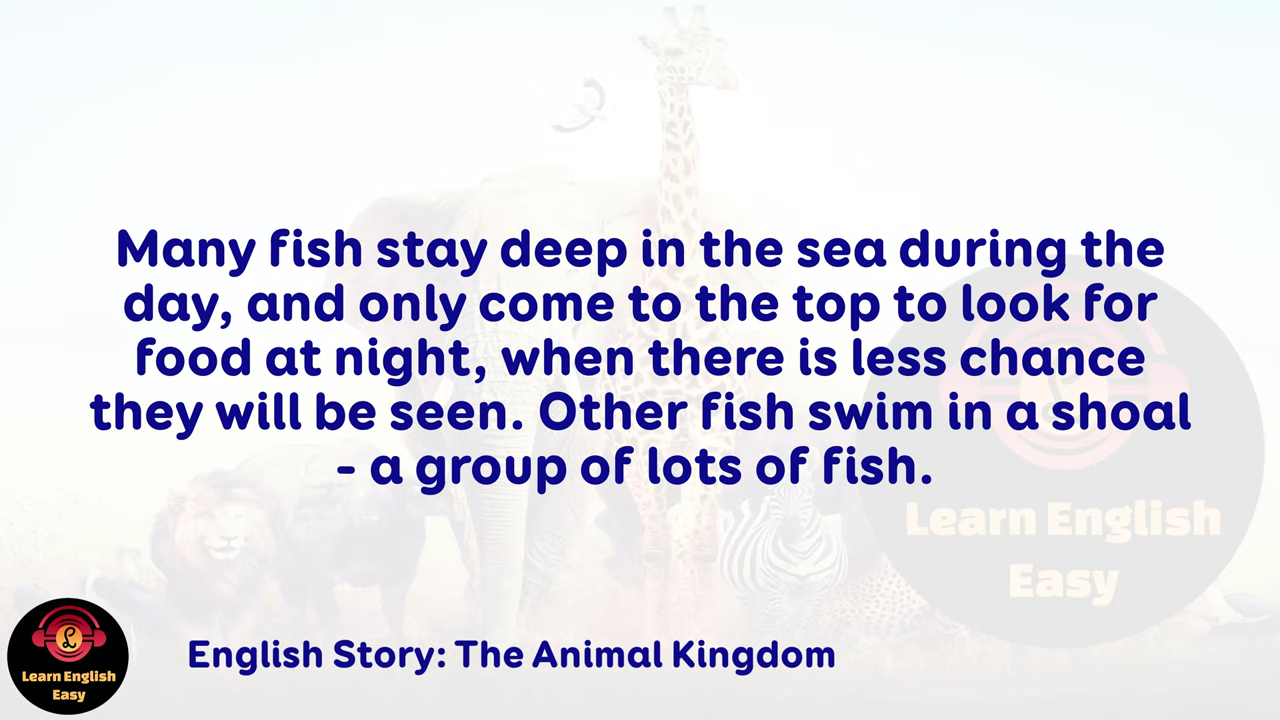 Many fish stay deep in the sea during the
day, and only come to the top to look for
food at night, when there is less chance
they will be seen. Other fish swim in a shoal
- a group of lots of fish.
Learn English
Easy
English Story: The Animal Kingdom
L
Learn English
Easy